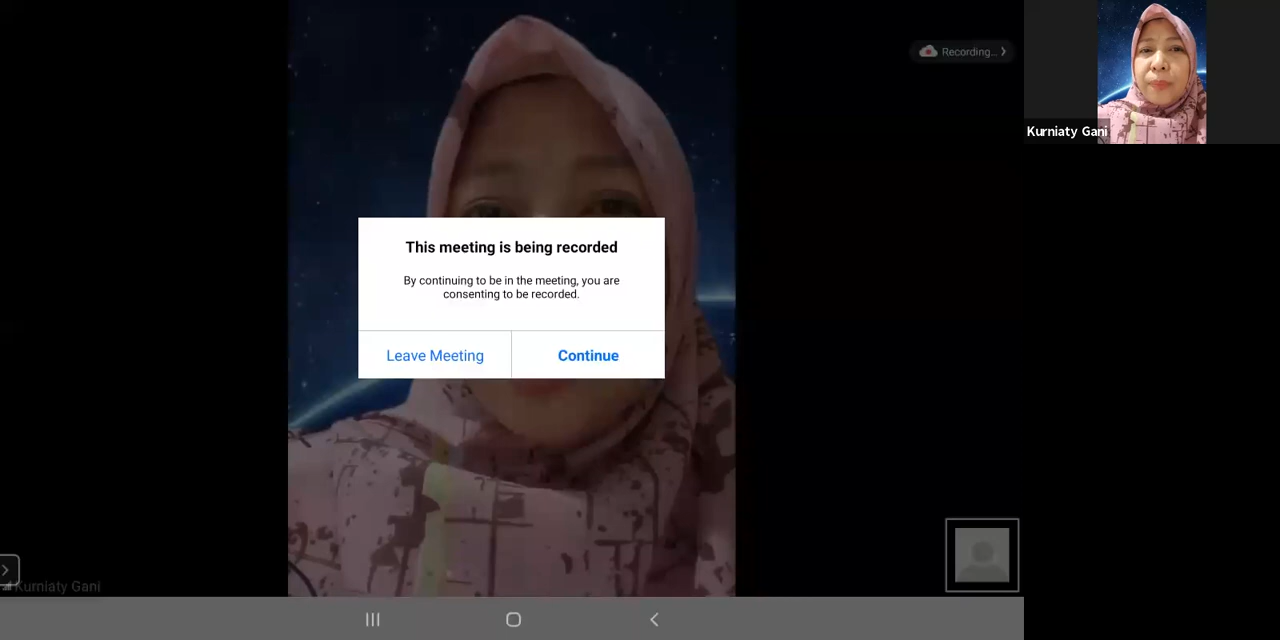 Recording...
Kurniaty Gani
This meeting is being recorded
By continuing to be in the meeting, you are
consenting to be recorded.
Leave Meeting
Continue
Kurniaty Gani